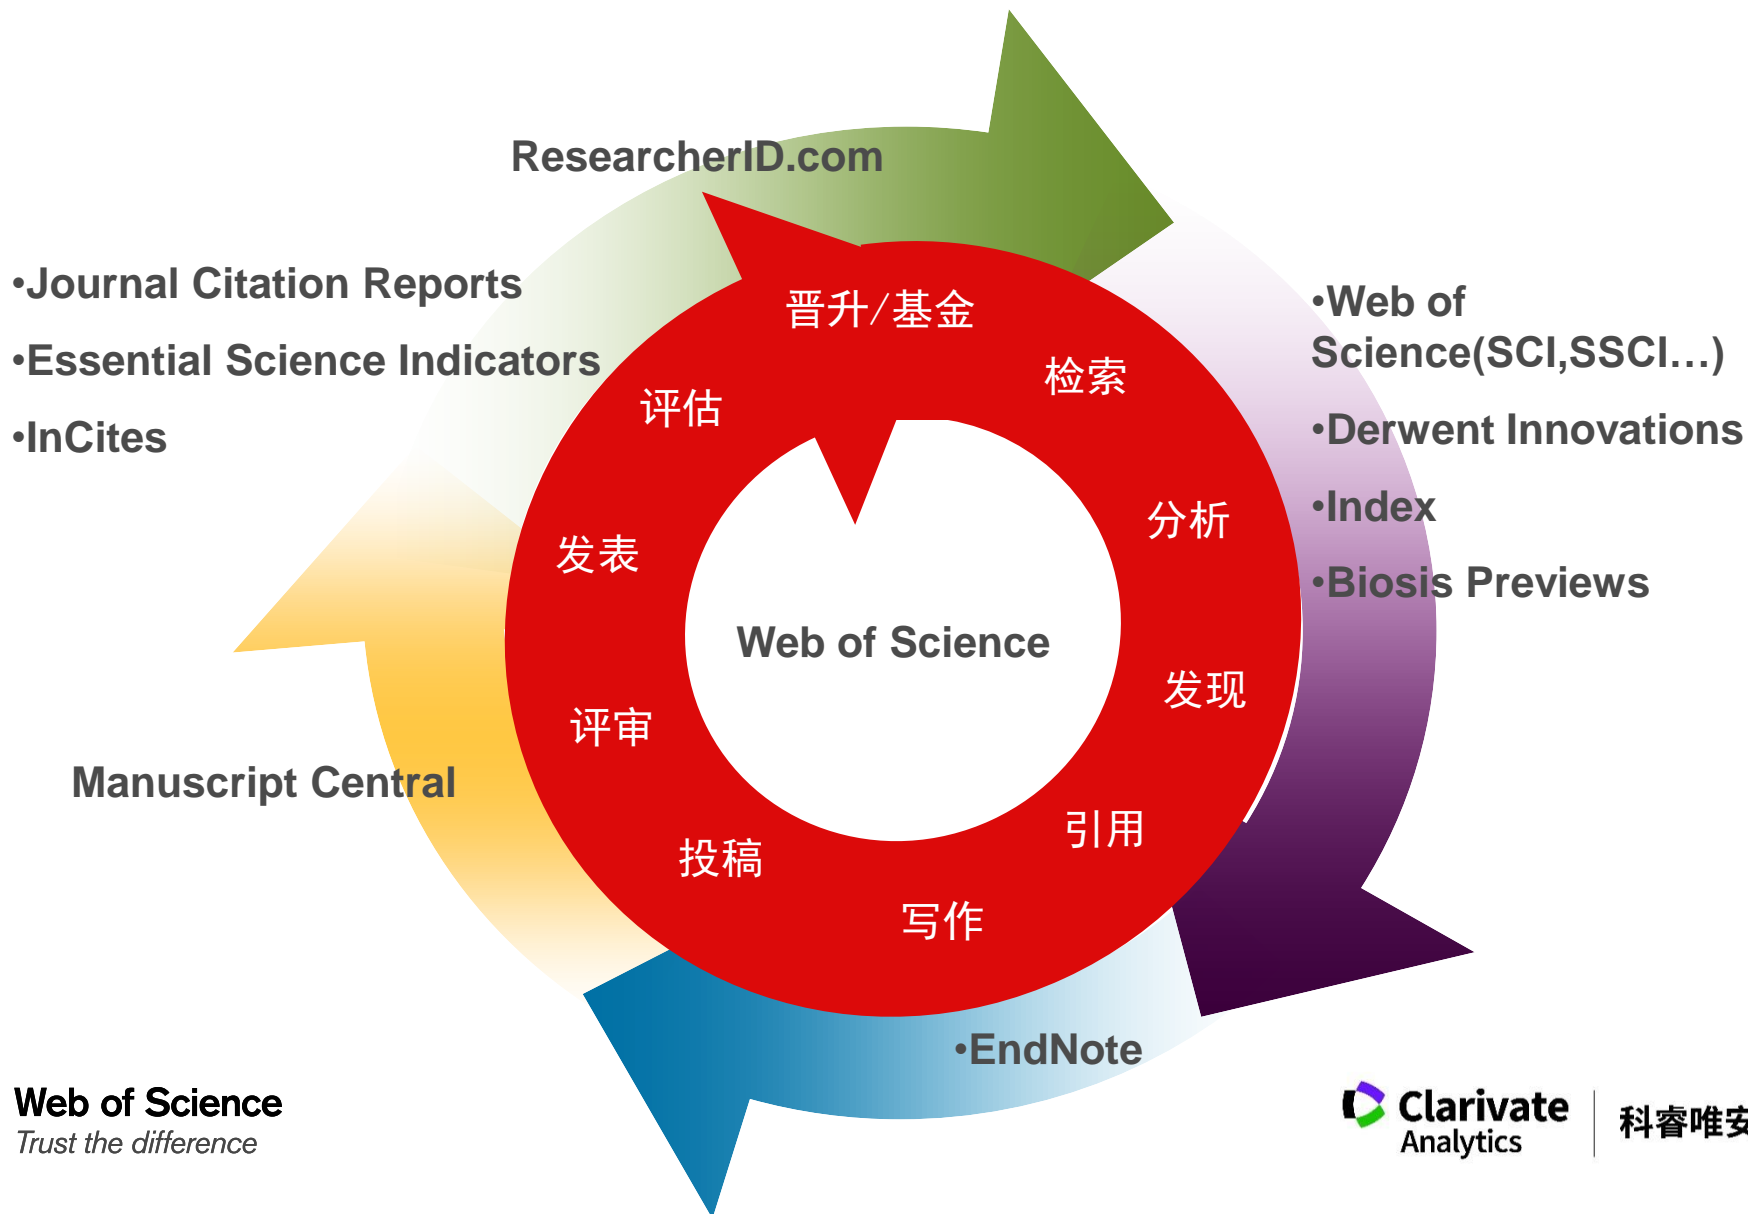 ResearcherID.com
•Journal Citation Reports
•Essential Science Indicators
•InCites
•Web of
Science(SCI,SSCI…)
•Derwent Innovations
•Index
•Biosis Previews
晋升/基金
检索
分析
发现
引用
写作
投稿
评审
发表
评估
Web of Science
Manuscript Central
•EndNote
Web of Science
Trust the difference
Clarivate
Analytics
科睿唯安